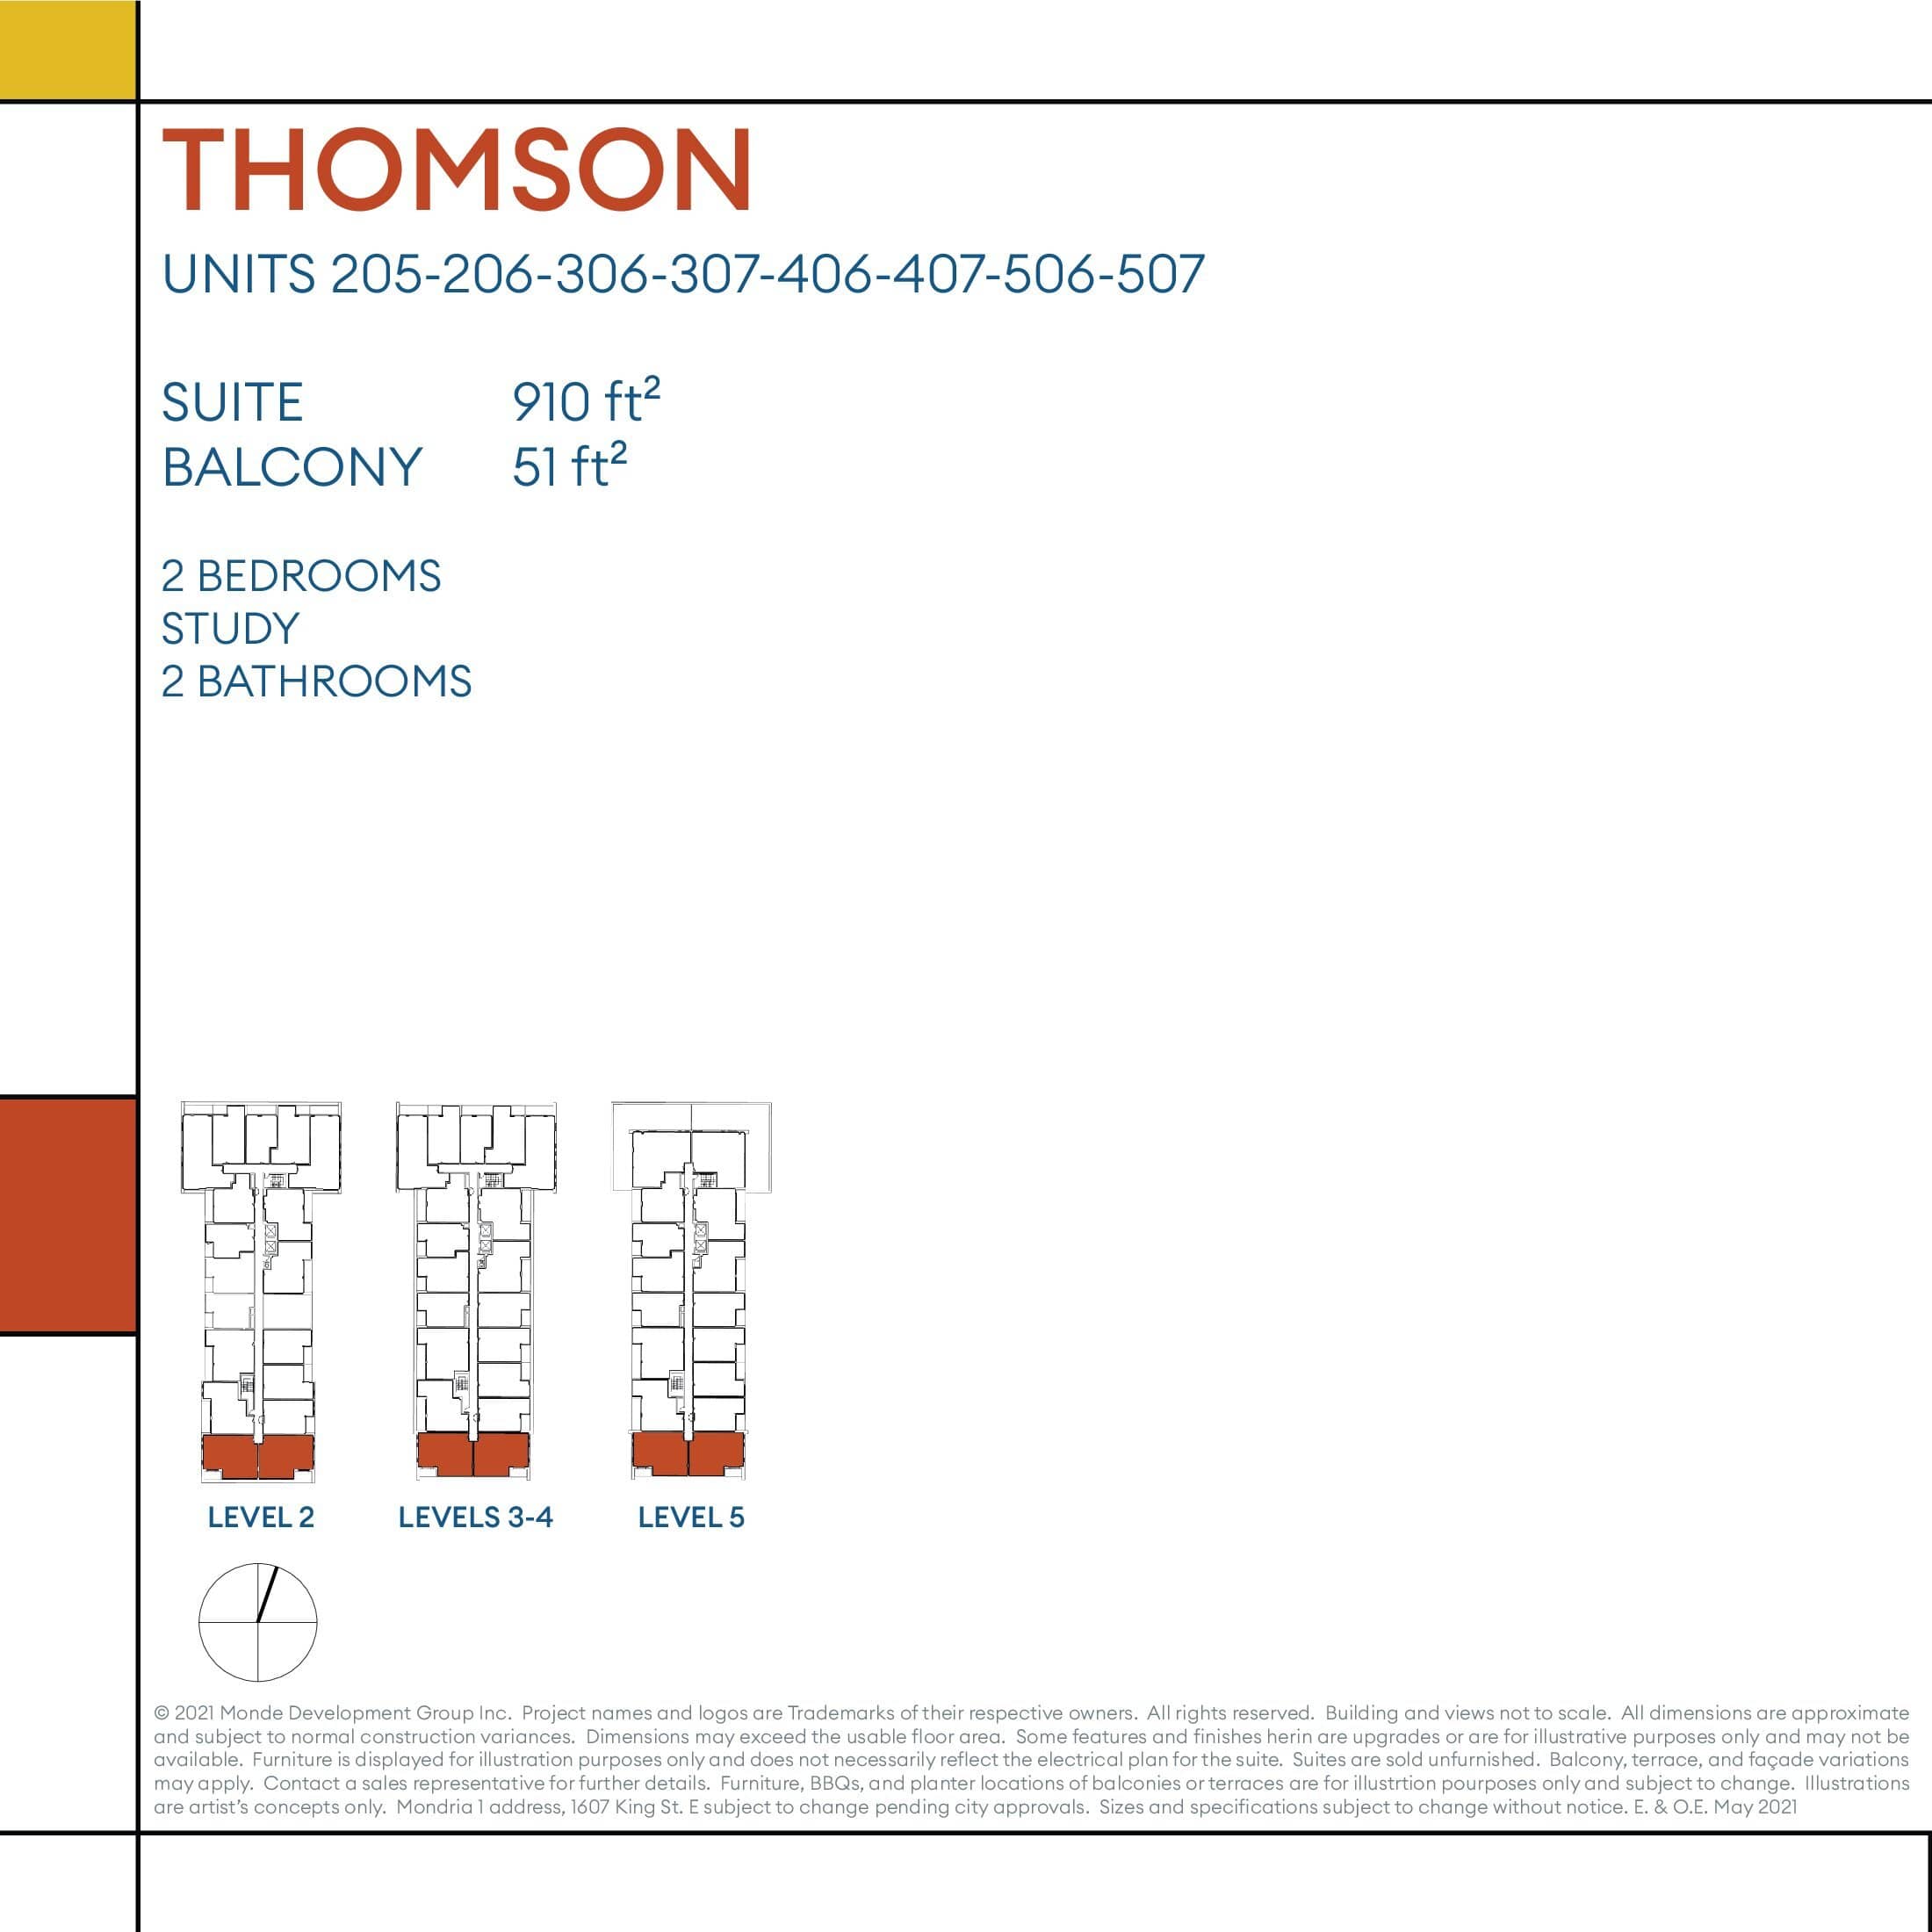 THOMSON
UNITS 205-206-306-307-406-407-506-507
SUITE 910 ft²
BALCONY 51 ft²
2 BEDROOMS
STUDY
2 BATHROOMS
LEVEL 2 LEVELS 3-4 LEVEL 5
© 2021 Monde Development Group Inc. Project names and logos are Trademarks of their respective owners. All rights reserved. Building and views not to scale. All dimensions are approximate
and subject to normal construction variances. Dimensions may exceed the usable floor area. Some features and finishes herin are upgrades or are for illustrative purposes only and may not be
available. Furniture is displayed for illustration purposes only and does not necessarily reflect the electrical plan for the suite. Suites are sold unfurnished. Balcony, terrace, and façade variations
may apply. Contact a sales representative for further details. Furniture, BBQs, and planter locations of balconies or terraces are for illustrtion pourposes only and subject to change. Illustrations
are artist's concepts only. Mondria 1 address, 1607 King St. E subject to change pending city approvals. Sizes and specifications subject to change without notice. E. & O.E. May 2021